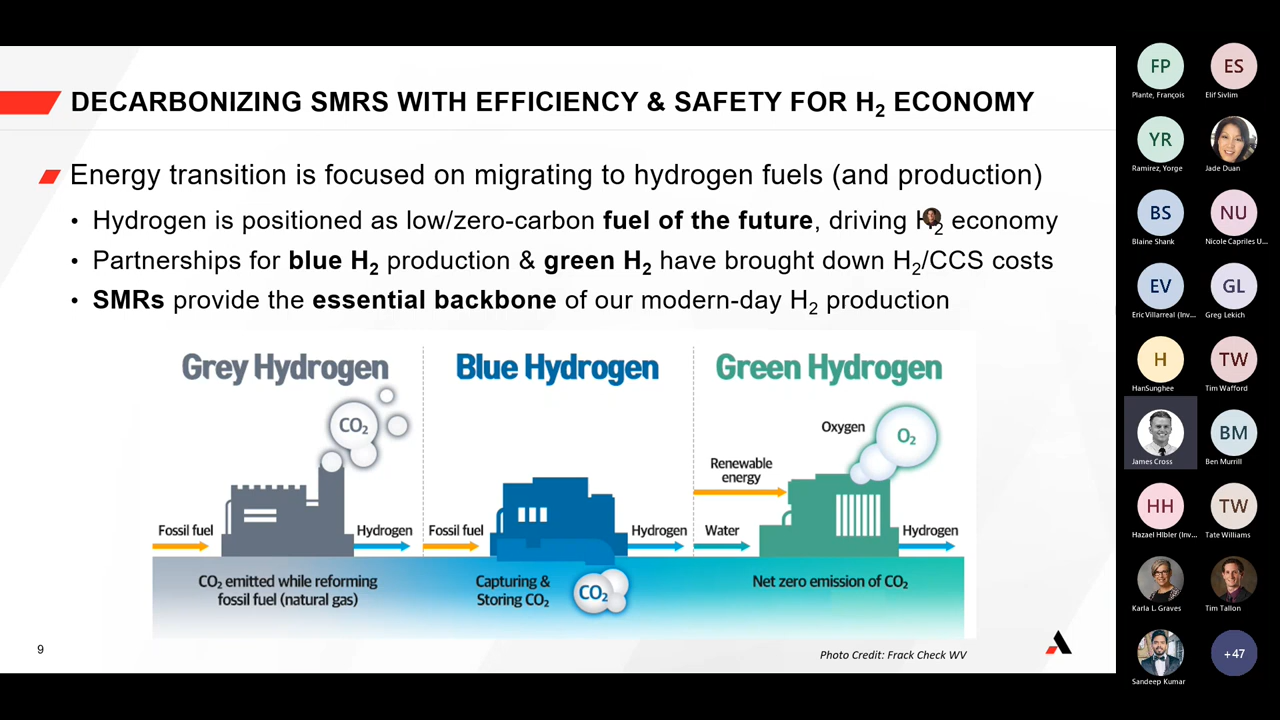 DECARBONIZING SMRS WITH EFFICIENCY & SAFETY FOR H₂ ECONOMY
Energy transition is focused on migrating to hydrogen fuels (and production)
• Hydrogen is positioned as low/zero-carbon fuel of the future, driving H₂ economy
• Partnerships for blue H₂ production & green H₂ have brought down H₂/CCS costs
• SMRs provide the essential backbone of our modern-day H₂ production
Grey Hydrogen
CO₂
Fossil fuel
Hydrogen
CO₂ emitted while reforming
fossil fuel (natural gas)
Blue Hydrogen
Fossil fuel
Hydrogen
Capturing &
Storing CO₂
CO₂
Green Hydrogen
Oxygen
O₂
Renewable
energy
Water
Hydrogen
Net zero emission of CO₂
9
Photo Credit: Frack Check WV
FP
Plante, François
ES
Elif Sivlim
YR
Ramirez, Yorge
Jade Duan
BS
Blaine Shank
NU
Nicole Capriles U...
EV
Eric Villarreal (Inv...
GL
Greg Lekich
H
HanSunghee
TW
Tim Wafford
James Cross
BM
Ben Murrill
HH
Hazael Hibler (Inv...
TW
Tate Williams
Karla L. Graves
Tim Tallon
Sandeep Kumar
+47